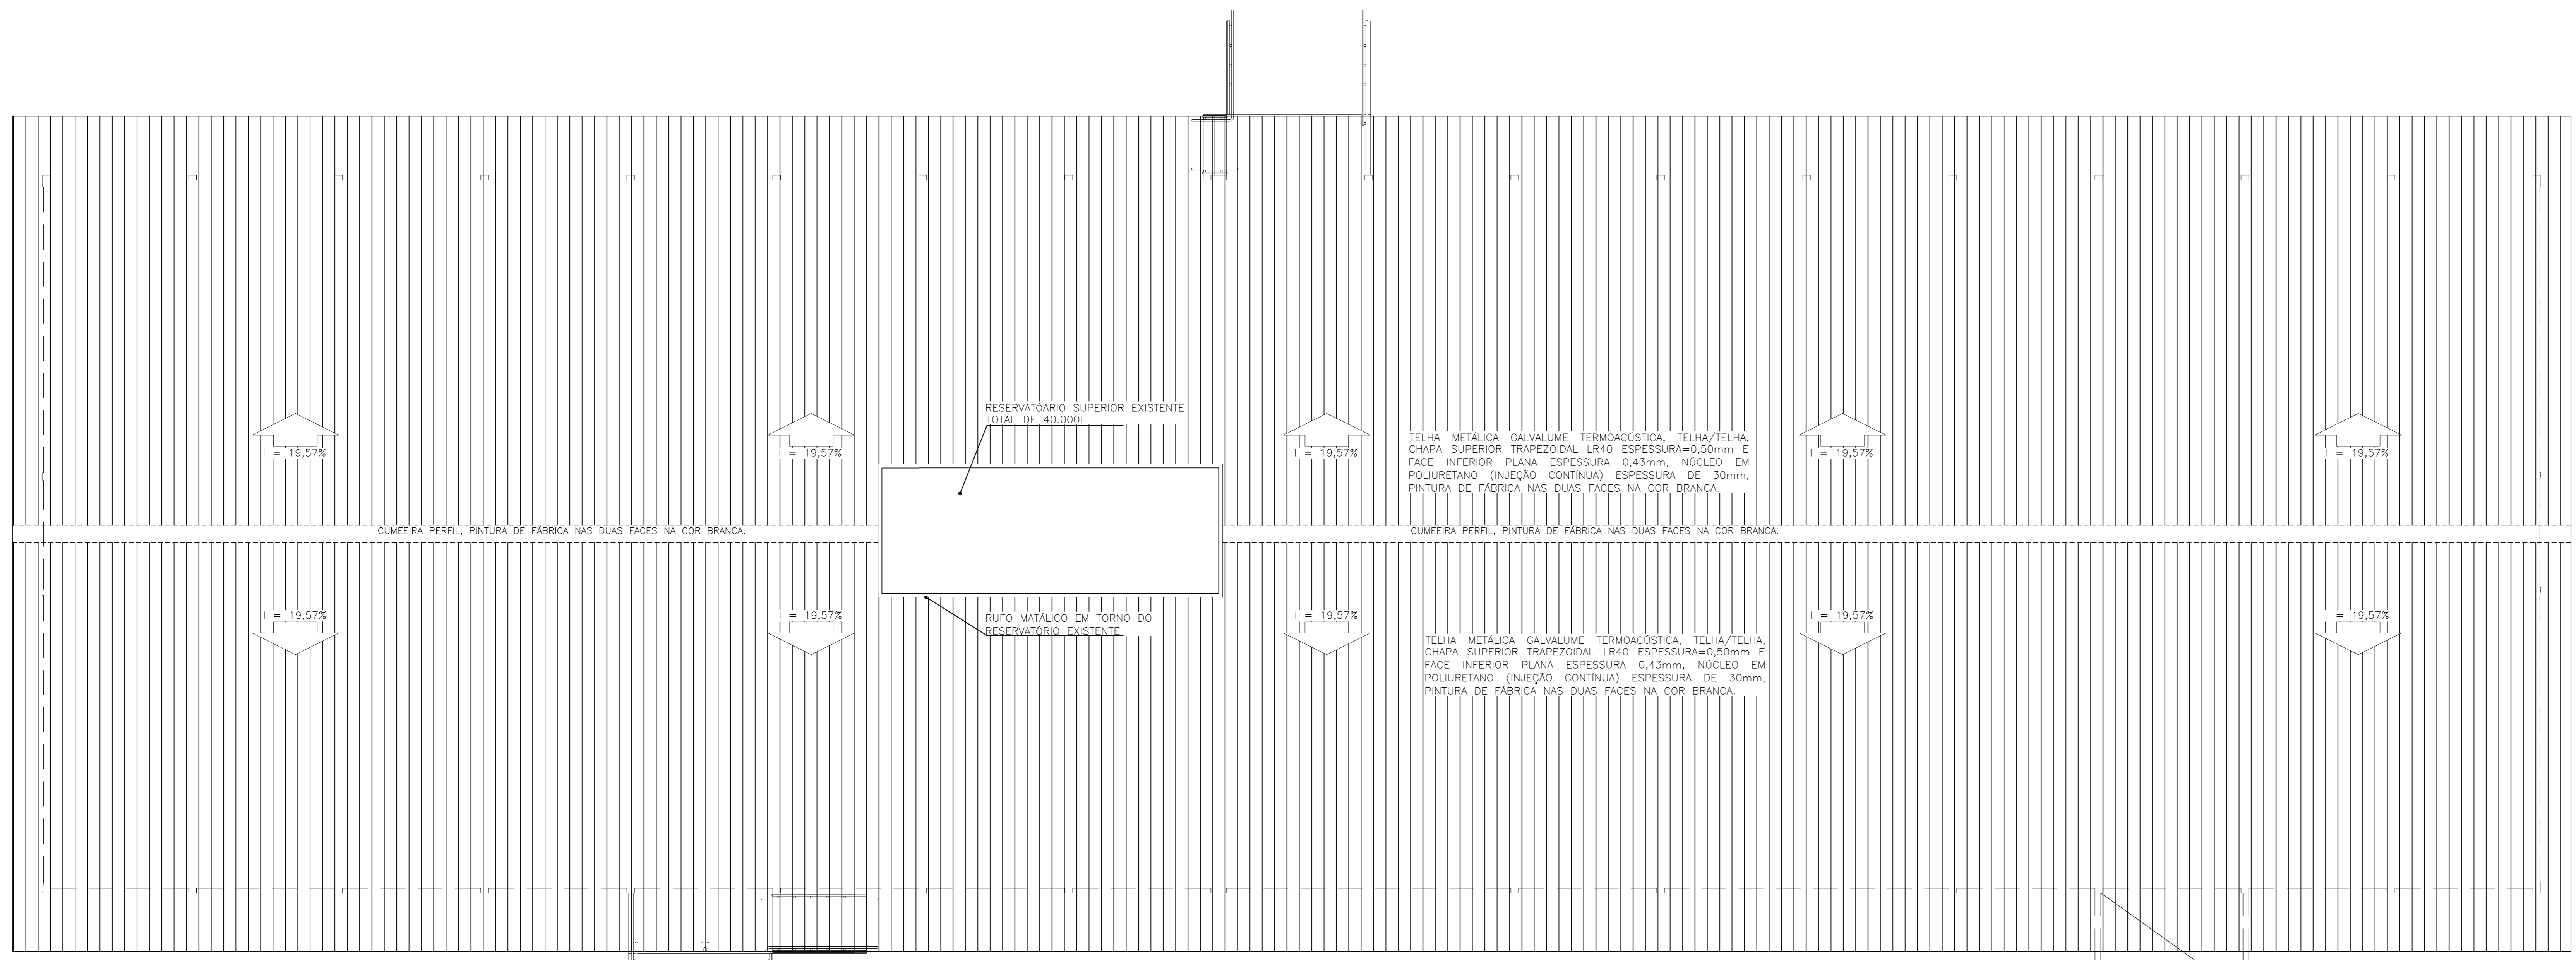 RESERVATÓARIO SUPERIOR EXISTENTE
TOTAL DE 40.000L
TELHA METÁLICA GALVALUME TERMOACÚSTICA, TELHA/TELHA,
CHAPA SUPERIOR TRAPEZOIDAL LR40 ESPESSURA=0,50mm E
FACE INFERIOR PLANA ESPESSURA 0,43mm, NÚCLEO EM
POLIURETANO (INJEÇÃO CONTÍNUA) ESPESSURA DE 30mm,
PINTURA DE FÁBRICA NAS DUAS FACES NA COR BRANCA.
I = 19,57%
I = 19,57%
I = 19,57%
I = 19,57%
I = 19,57%
CUMEEIRA PERFIL, PINTURA DE FÁBRICA NAS DUAS FACES NA COR BRANCA.
CUMEEIRA PERFIL, PINTURA DE FÁBRICA NAS DUAS FACES NA COR BRANCA.
I = 19,57%
I = 19,57%
I = 19,57%
I = 19,57%
I = 19,57%
RUFO MATÁLICO EM TORNO DO
RESERVATÓRIO EXISTENTE
TELHA METÁLICA GALVALUME TERMOACÚSTICA, TELHA/TELHA,
CHAPA SUPERIOR TRAPEZOIDAL LR40 ESPESSURA=0,50mm E
FACE INFERIOR PLANA ESPESSURA 0,43mm, NÚCLEO EM
POLIURETANO (INJEÇÃO CONTÍNUA) ESPESSURA DE 30mm,
PINTURA DE FÁBRICA NAS DUAS FACES NA COR BRANCA.